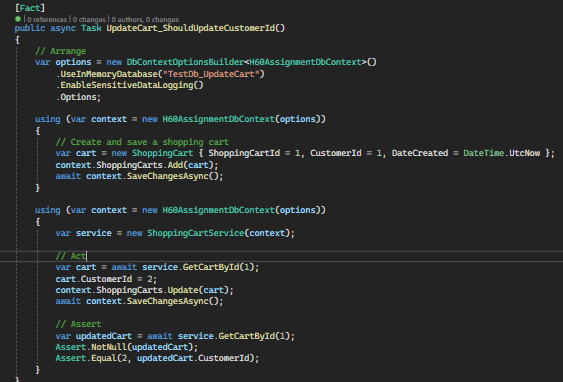 [Fact]
| 0 references | 0 changes | 0 authors, 0 changes
public async Task UpdateCart_ShouldUpdateCustomerId()
{
    // Arrange
    var options = new DbContextOptionsBuilder<H60AssignmentDbContext>()
        .UseInMemoryDatabase("TestDb_UpdateCart")
        .EnableSensitiveDataLogging()
        .Options;
    using (var context = new H60AssignmentDbContext(options))
    {
        // Create and save a shopping cart
        var cart = new ShoppingCart { ShoppingCartId = 1, CustomerId = 1, DateCreated = DateTime.UtcNow };
        context.ShoppingCarts.Add(cart);
        await context.SaveChangesAsync();
    }
    using (var context = new H60AssignmentDbContext(options))
    {
        var service = new ShoppingCartService(context);
        // Act
        var cart = await service.GetCartById(1);
        cart.CustomerId = 2;
        context.ShoppingCarts.Update(cart);
        await context.SaveChangesAsync();
        // Assert
        var updatedCart = await service.GetCartById(1);
        Assert.NotNull(updatedCart);
        Assert.Equal(2, updatedCart.CustomerId);
    }
}